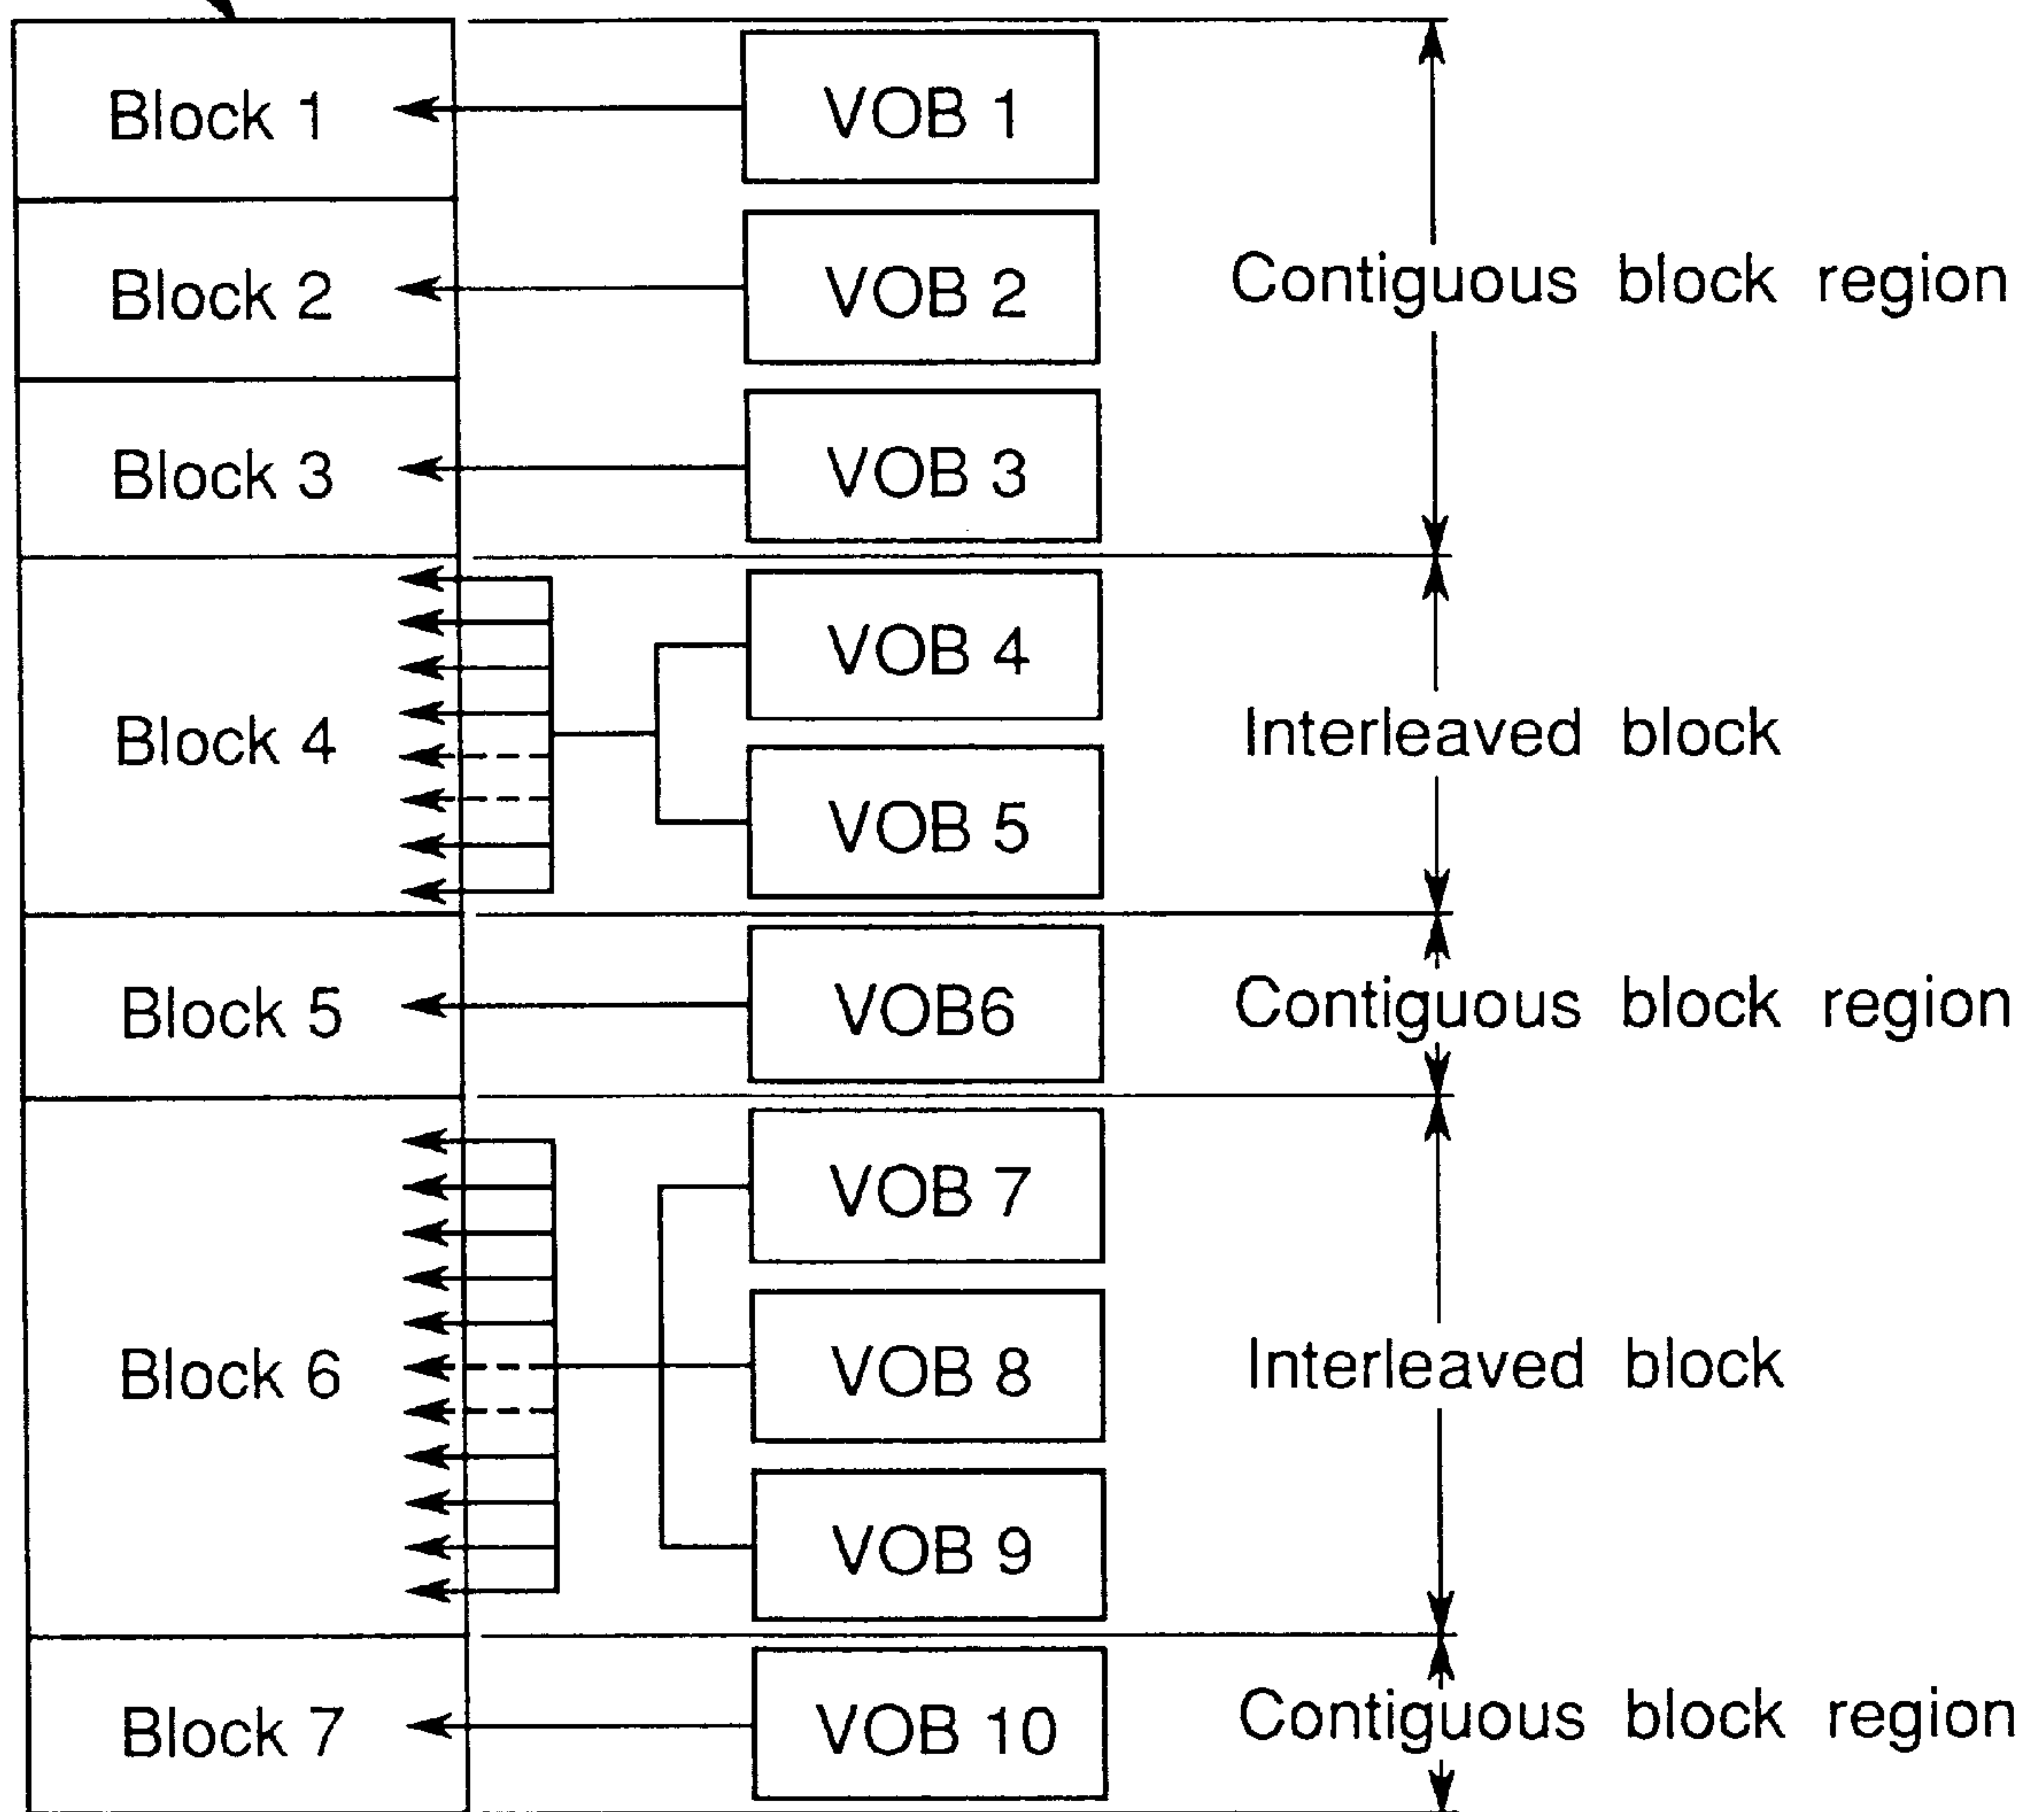 Block 1
VOB 1
Block 2
VOB 2
Contiguous block region
Block 3
VOB 3
VOB 4
Block 4
Interleaved block
VOB 5
Block 5
VOB6
Contiguous block region
VOB 7
Block 6
VOB 8
Interleaved block
VOB 9
Block 7
VOB 10
Contiguous block region